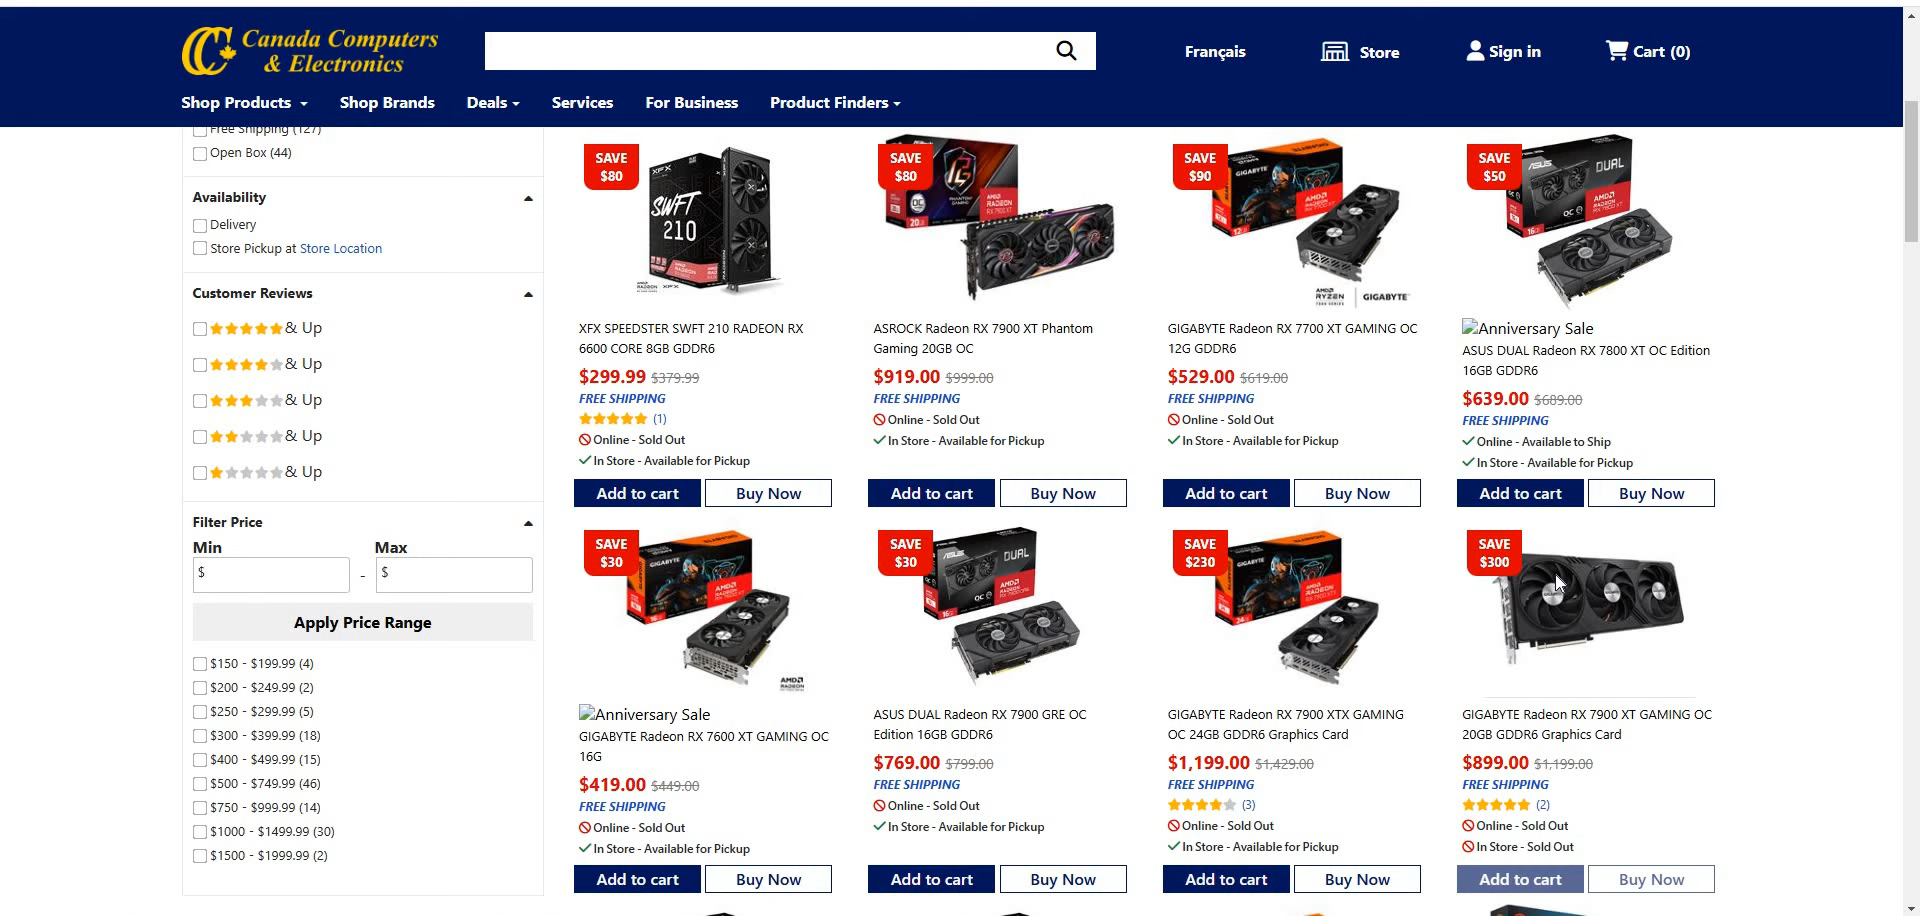 Canada Computers
& Electronics
Français
Store
Sign in
Cart (0)
Shop Products
Shop Brands
Deals
Services
For Business
Product Finders
Free Shipping (127)
Open Box (44)
Availability
Delivery
Store Pickup at Store Location
Customer Reviews
& Up
& Up
& Up
& Up
& Up
Filter Price
Min
Max
$
-
$
Apply Price Range
$150 - $199.99 (4)
$200 - $249.99 (2)
$250 - $299.99 (5)
$300 - $399.99 (18)
$400 - $499.99 (15)
$500 - $749.99 (46)
$750 - $999.99 (14)
$1000 - $1499.99 (30)
$1500 - $1999.99 (2)
SAVE
$80
XFX
SWFT
210
XFX SPEEDSTER SWFT 210 RADEON RX
6600 CORE 8GB GDDR6
$299.99 $379.99
FREE SHIPPING
(1)
Online - Sold Out
In Store - Available for Pickup
Add to cart
Buy Now
SAVE
$80
ASROCK Radeon RX 7900 XT Phantom
Gaming 20GB OC
$919.00 $999.00
FREE SHIPPING
Online - Sold Out
In Store - Available for Pickup
Add to cart
Buy Now
SAVE
$90
GIGABYTE
AMD
RYZEN
GIGABYTE
GIGABYTE Radeon RX 7700 XT GAMING OC
12G GDDR6
$529.00 $619.00
FREE SHIPPING
Online - Sold Out
In Store - Available for Pickup
Add to cart
Buy Now
SAVE
$50
ASUS
DUAL
OC
Anniversary Sale
ASUS DUAL Radeon RX 7800 XT OC Edition
16GB GDDR6
$639.00 $689.00
FREE SHIPPING
Online - Available to Ship
In Store - Available for Pickup
Add to cart
Buy Now
SAVE
$30
GIGABYTE
AMD
RADEON
Anniversary Sale
GIGABYTE Radeon RX 7600 XT GAMING OC
16G
$419.00 $449.00
FREE SHIPPING
Online - Sold Out
In Store - Available for Pickup
Add to cart
Buy Now
SAVE
$30
ASUS
DUAL
OC
ASUS DUAL Radeon RX 7900 GRE OC
Edition 16GB GDDR6
$769.00 $799.00
FREE SHIPPING
Online - Sold Out
In Store - Available for Pickup
Add to cart
Buy Now
SAVE
$230
GIGABYTE
GIGABYTE Radeon RX 7900 XTX GAMING
OC 24GB GDDR6 Graphics Card
$1,199.00 $1,429.00
FREE SHIPPING
(3)
Online - Sold Out
In Store - Available for Pickup
Add to cart
Buy Now
SAVE
$300
GIGABYTE Radeon RX 7900 XT GAMING OC
20GB GDDR6 Graphics Card
$899.00 $1,199.00
FREE SHIPPING
(2)
Online - Sold Out
In Store - Sold Out
Add to cart
Buy Now